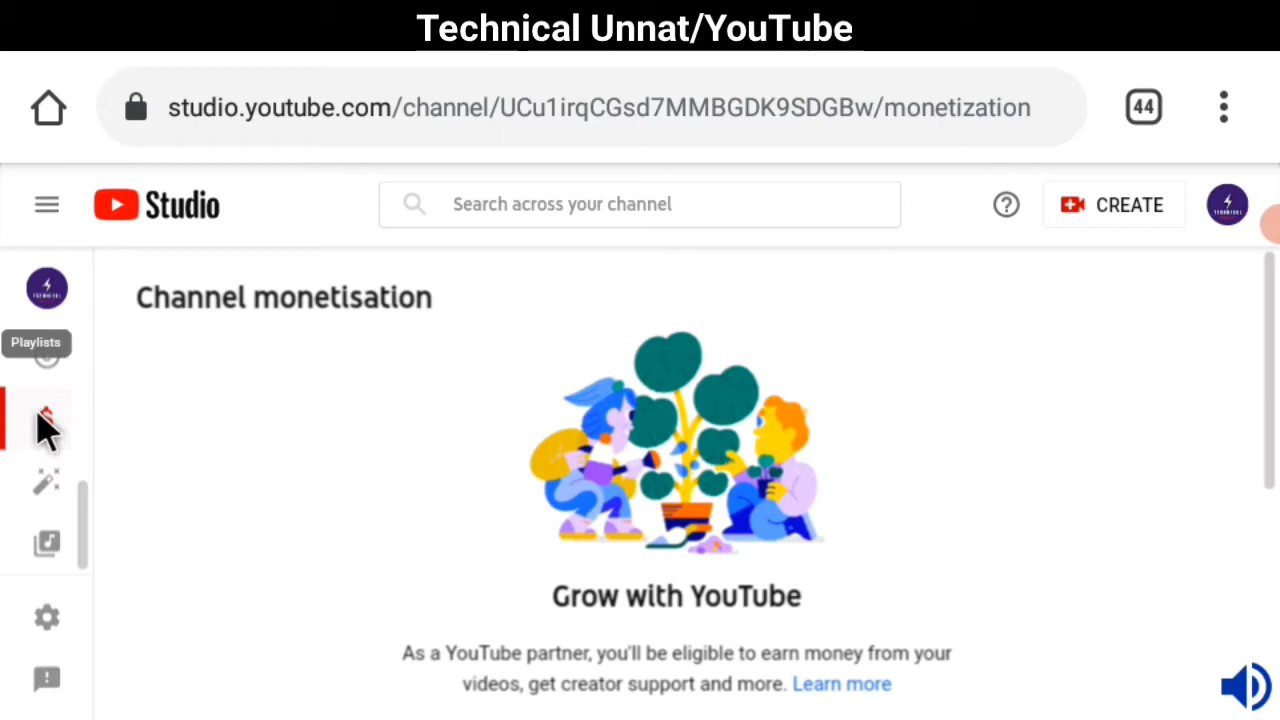 Technical Unnat/YouTube
studio.youtube.com/channel/UCu1irqCGsd7MMBGDK9SDGBw/monetization
44
Studio
Search across your channel
CREATE
Channel monetisation
Playlists
Grow with YouTube
As a YouTube partner, you'll be eligible to earn money from your
videos, get creator support and more. Learn more